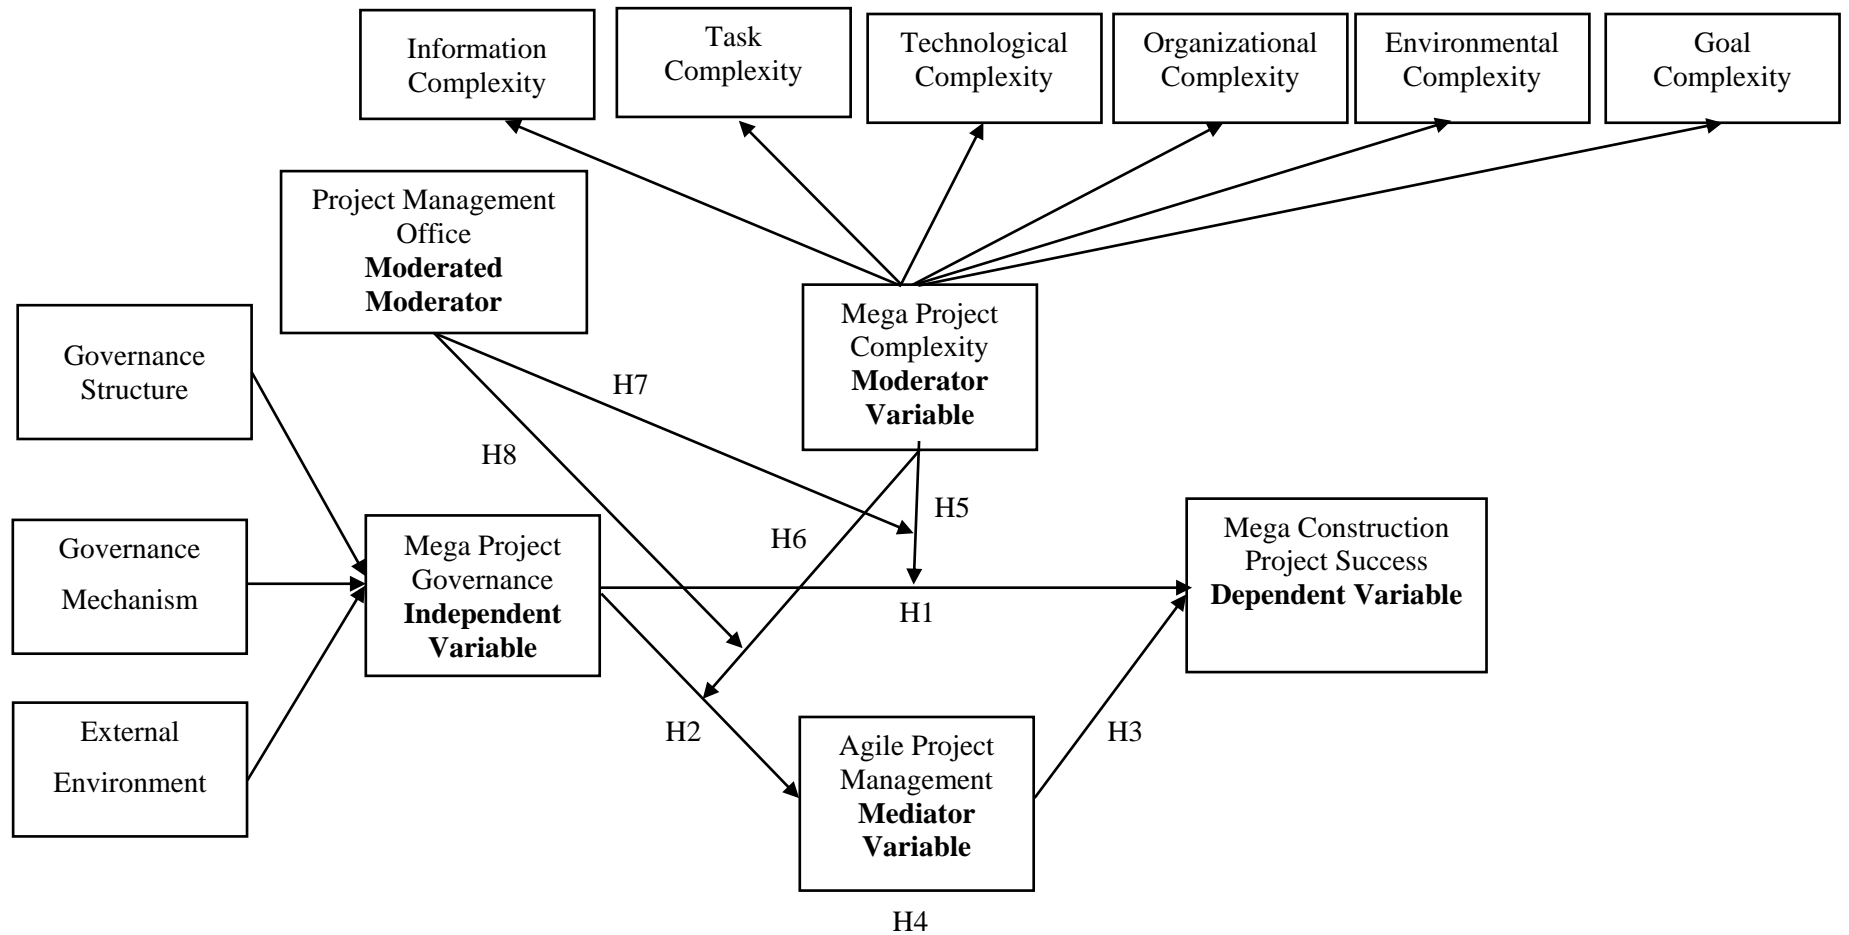 Information
Complexity
Task
Complexity
Technological
Complexity
Organizational
Complexity
Environmental
Complexity
Goal
Complexity
Project Management
Office
Moderated
Moderator
Mega Project
Complexity
Moderator
Variable
Governance
Structure
H7
H8
H5
H6
Governance
Mechanism
Mega Project
Governance
Independent
Variable
H1
Mega Construction
Project Success
Dependent Variable
External
Environment
H2
Agile Project
Management
Mediator
Variable
H3
H4